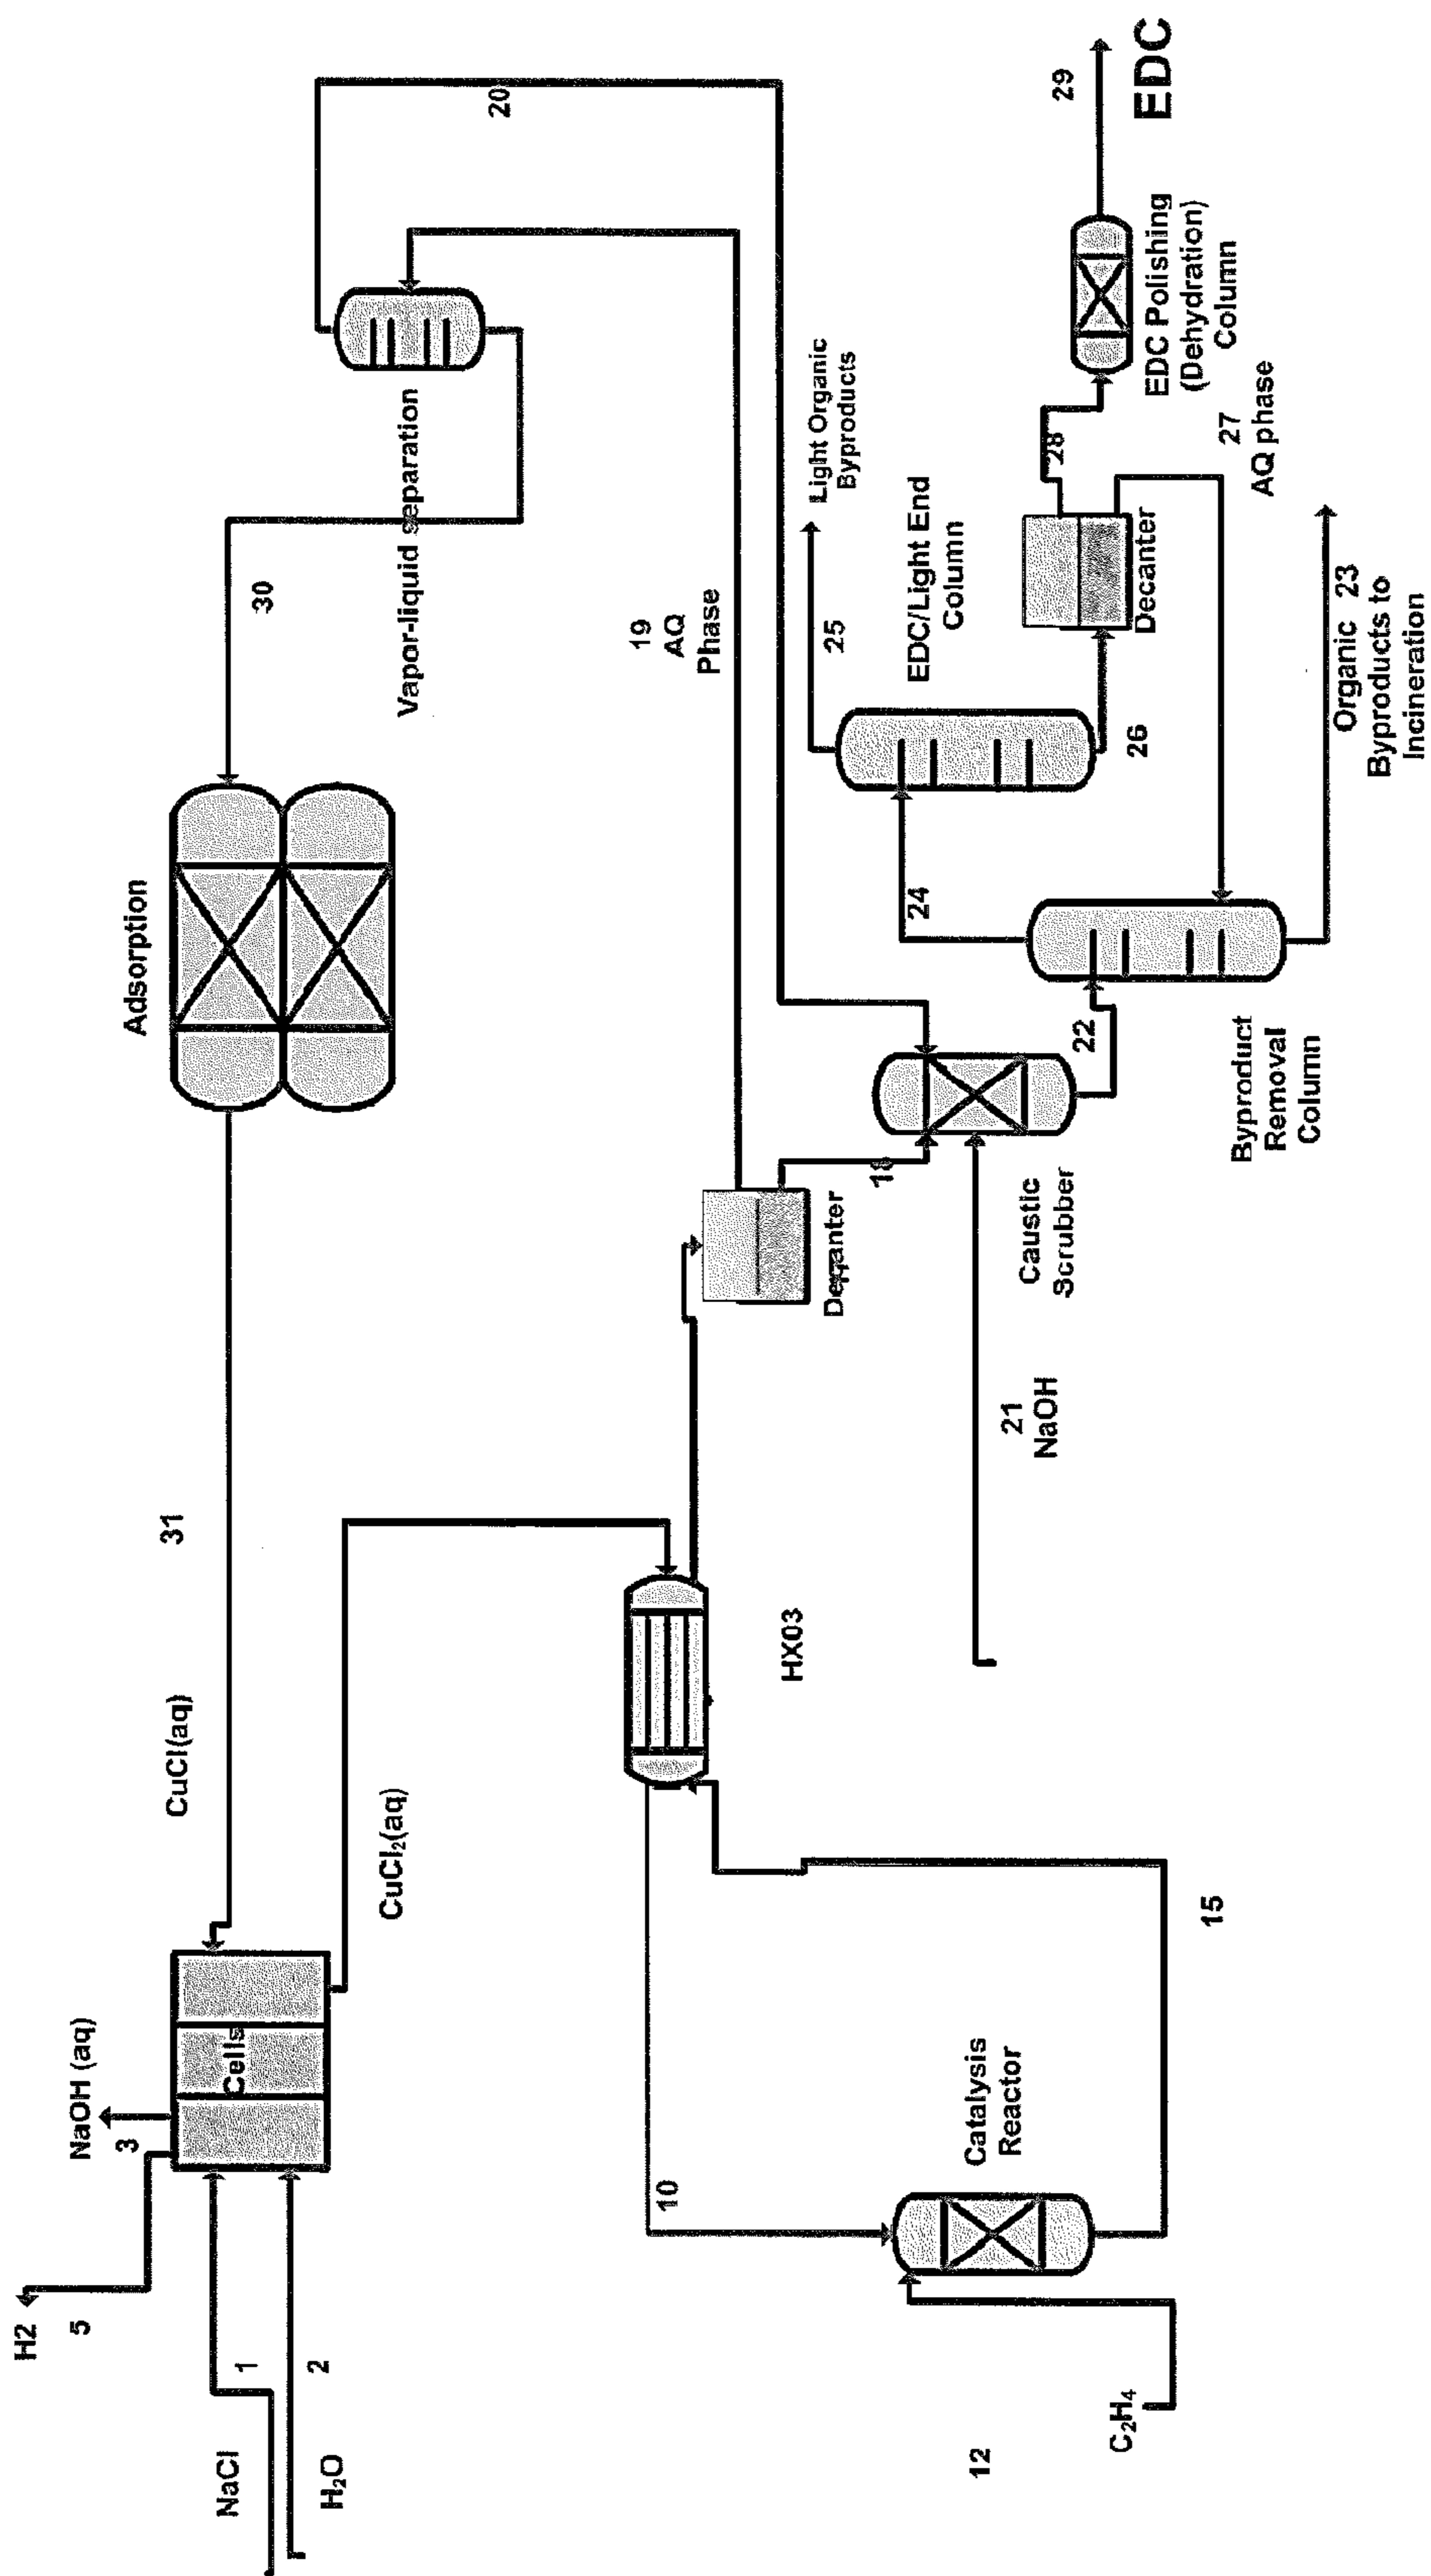 H2
5
NaOH (aq)
3
Adsorption
31
CuCl(aq)
NaCl
1
Cells
30
H₂O
2
CuCl₂(aq)
Vapor-liquid separation
20
10
HX03
19
AQ
Phase
Decanter
18
25
Light Organic
Byproducts
12
C₂H₄
Catalysis
Reactor
15
21
NaOH
Caustic
Scrubber
24
22
EDC/Light End
Column
26
28
29
EDC
Decanter
EDC Polishing
(Dehydration)
Column
27
AQ phase
Byproduct
Removal
Column
Organic 23
Byproducts to
Incineration